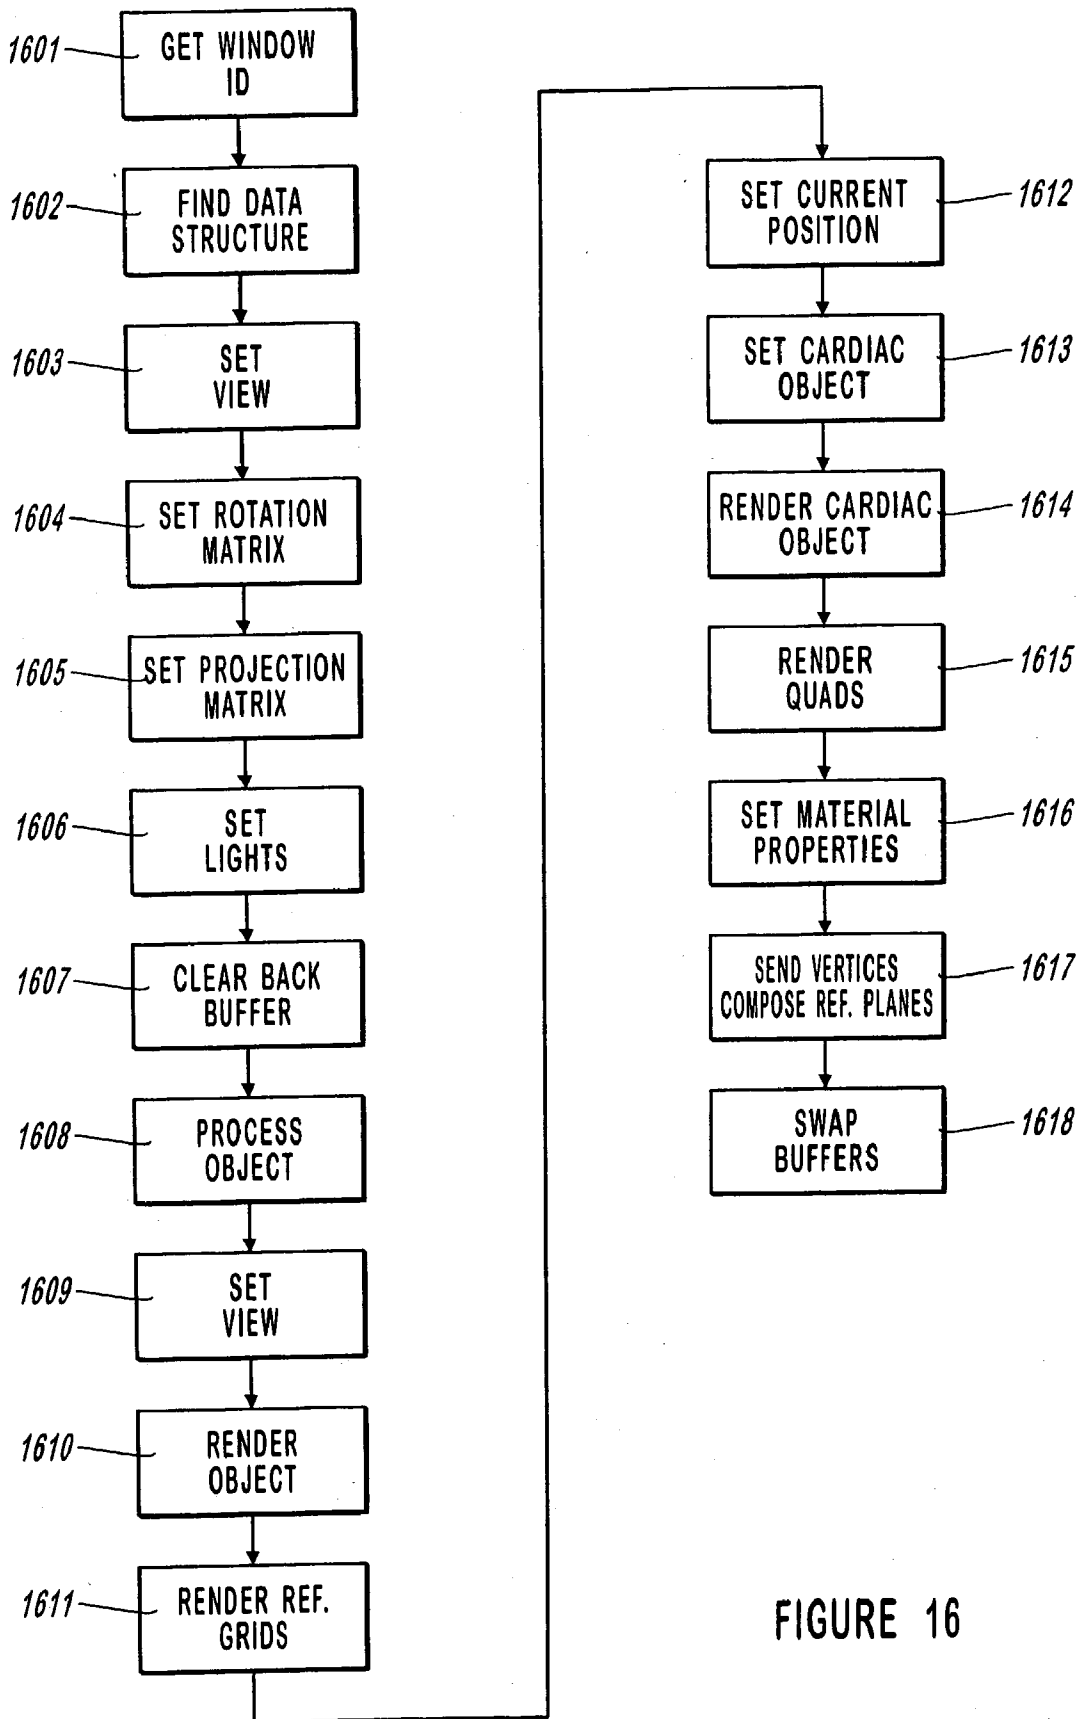 1601
GET WINDOW
ID
1602
FIND DATA
STRUCTURE
1603
SET
VIEW
1604
SET ROTATION
MATRIX
1605
SET PROJECTION
MATRIX
1606
SET
LIGHTS
1607
CLEAR BACK
BUFFER
1608
PROCESS
OBJECT
1609
SET
VIEW
1610
RENDER
OBJECT
1611
RENDER REF.
GRIDS
SET CURRENT
POSITION
1612
SET CARDIAC
OBJECT
1613
RENDER CARDIAC
OBJECT
1614
RENDER
QUADS
1615
SET MATERIAL
PROPERTIES
1616
SEND VERTICES
COMPOSE REF. PLANES
1617
SWAP
BUFFERS
1618
FIGURE 16